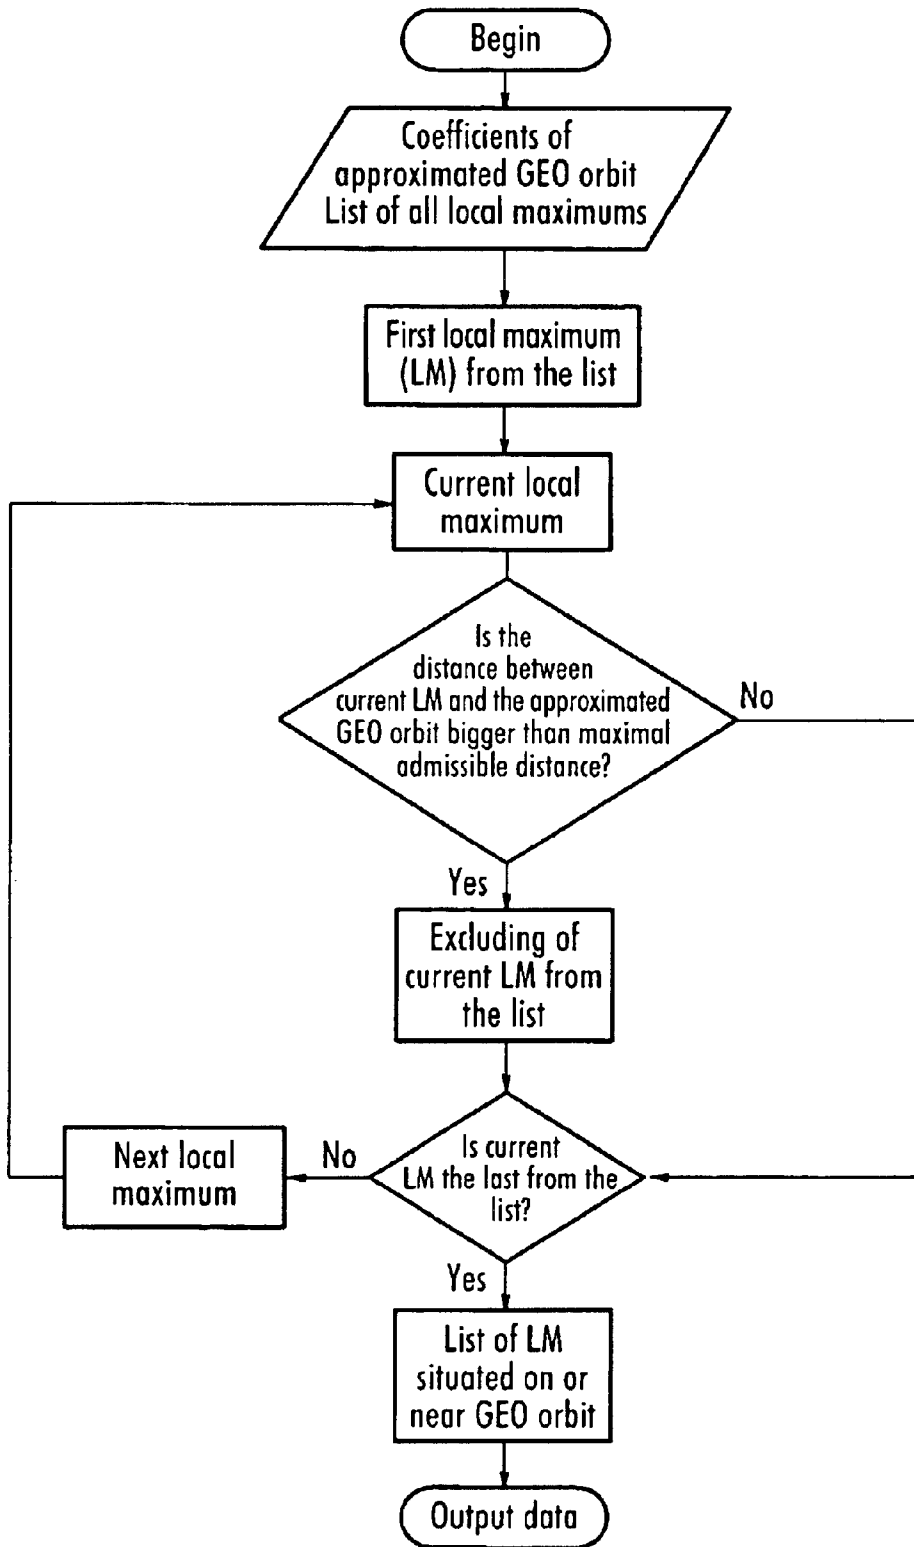 Begin
Coefficients of
approximated GEO orbit
List of all local maximums
First local maximum
(LM) from the list
Current local
maximum
Is the
distance between
current LM and the approximated
GEO orbit bigger than maximal
admissible distance?
No
Yes
Excluding of
current LM from
the list
Is current
LM the last from the
list?
No
Next local
maximum
Yes
List of LM
situated on or
near GEO orbit
Output data